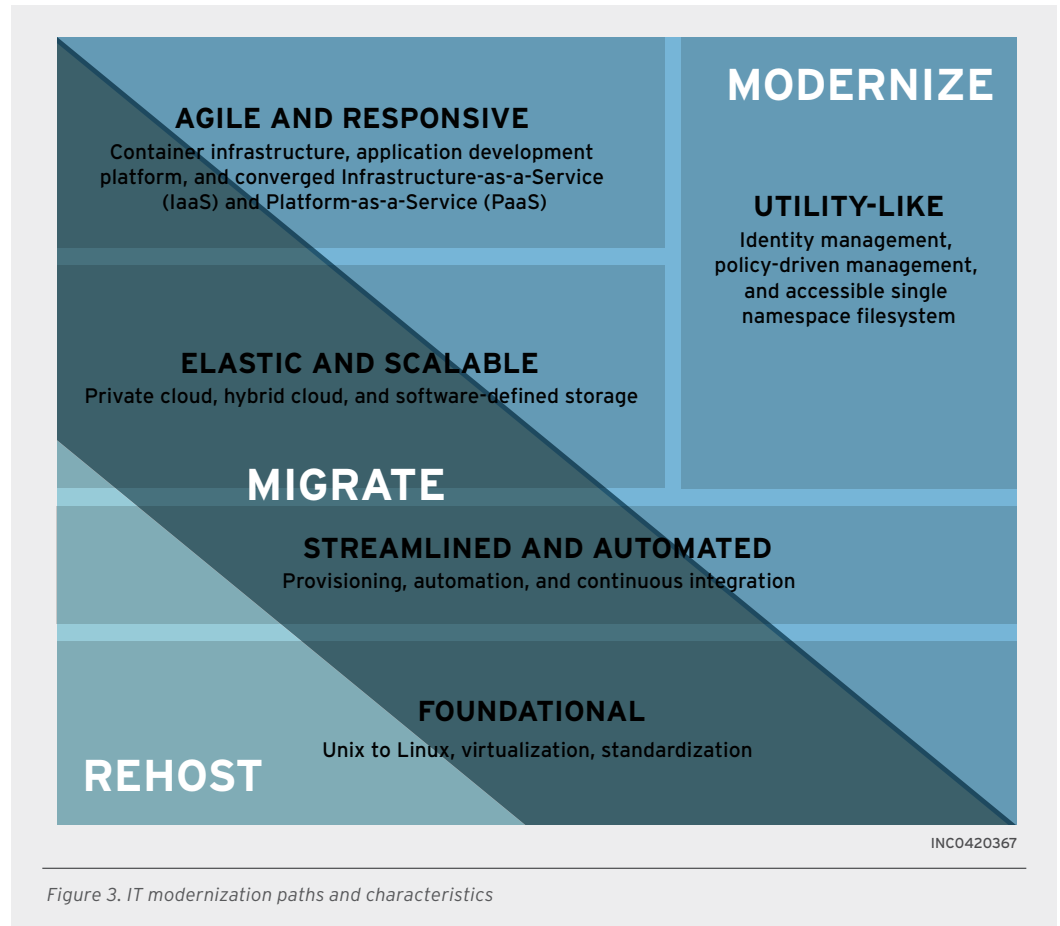 MODERNIZE
AGILE AND RESPONSIVE
Container infrastructure, application development
platform, and converged Infrastructure-as-a-Service
(IaaS) and Platform-as-a-Service (PaaS)
UTILITY-LIKE
Identity management,
policy-driven management,
and accessible single
namespace filesystem
ELASTIC AND SCALABLE
Private cloud, hybrid cloud, and software-defined storage
MIGRATE
STREAMLINED AND AUTOMATED
Provisioning, automation, and continuous integration
FOUNDATIONAL
Unix to Linux, virtualization, standardization
REHOST
INC0420367
Figure 3. IT modernization paths and characteristics